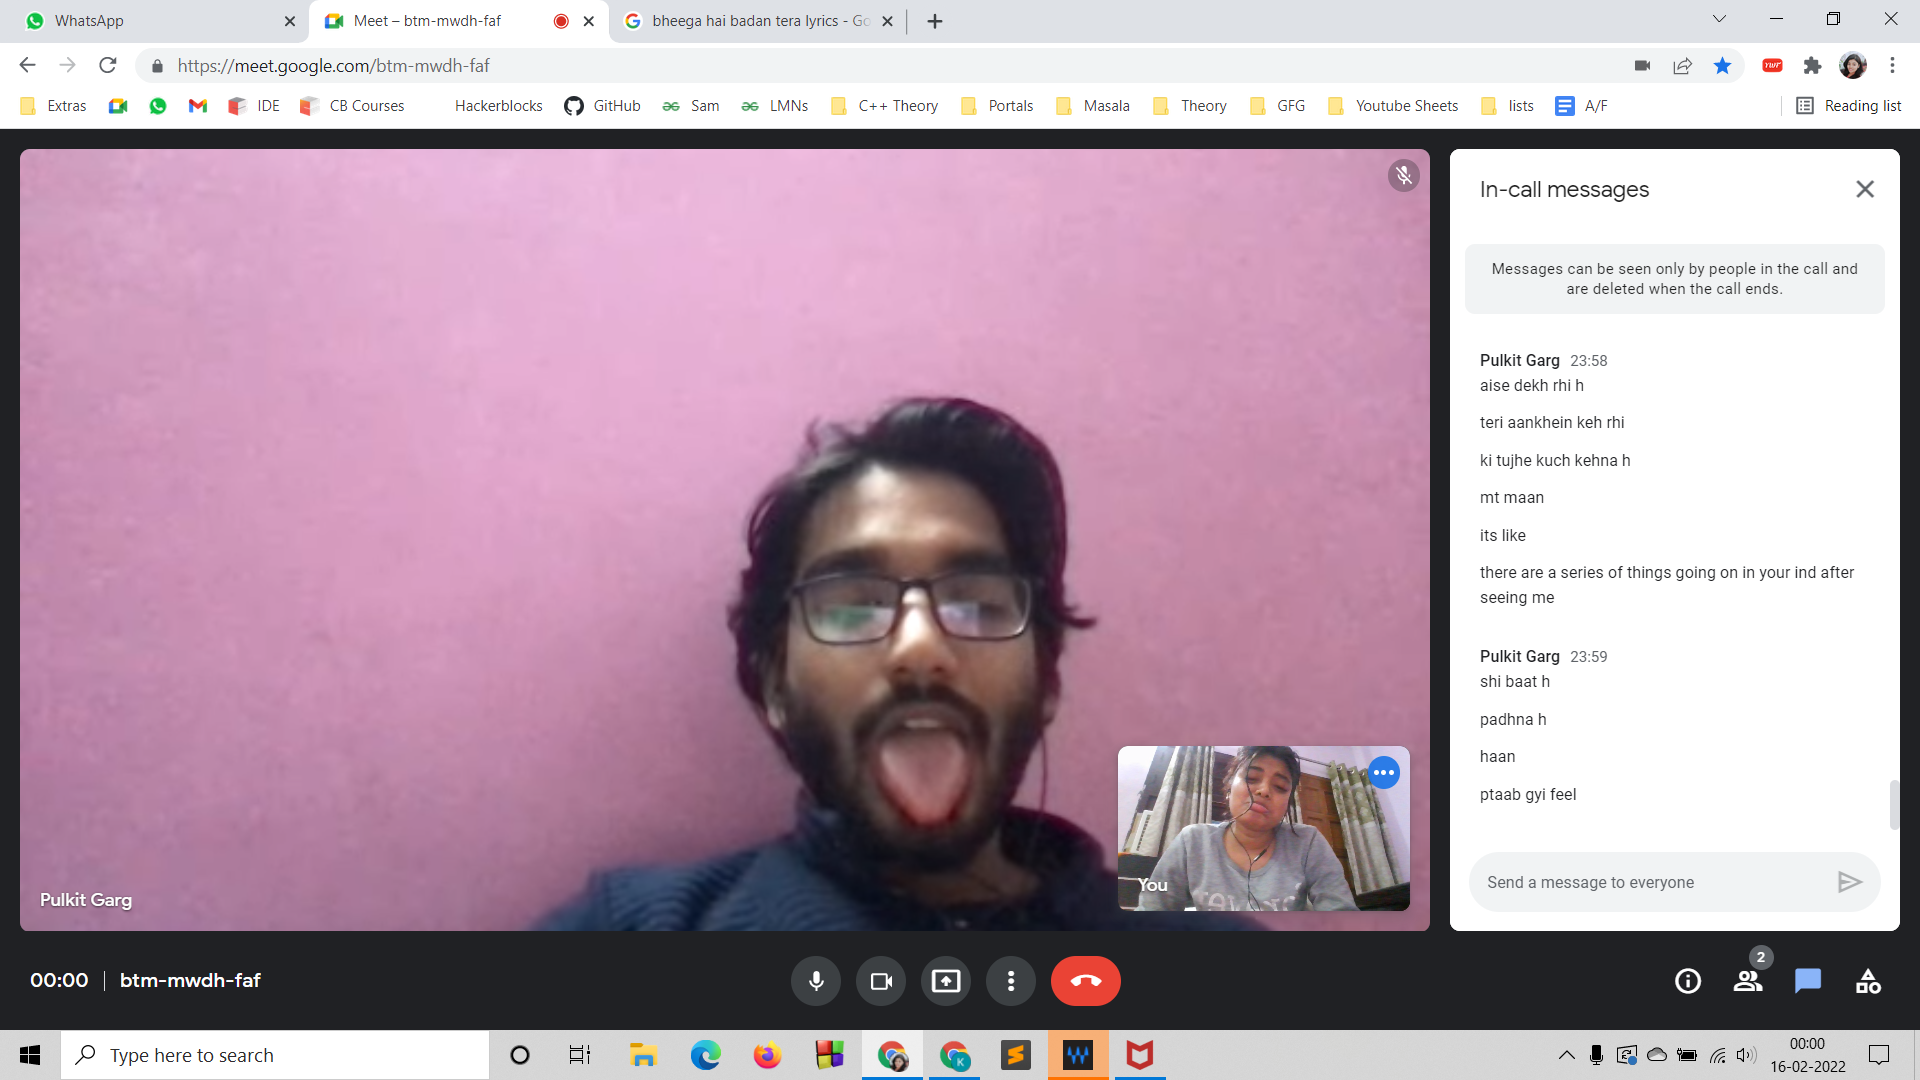 WhatsApp
Meet – btm-mwdh-faf
bheega hai badan tera lyrics - Go
https://meet.google.com/btm-mwdh-faf
Extras
IDE
CB Courses
Hackerblocks
GitHub
Sam
LMNs
C++ Theory
Portals
Masala
Theory
GFG
Youtube Sheets
lists
A/F
Reading list
In-call messages
Messages can be seen only by people in the call and
are deleted when the call ends.
Pulkit Garg 23:58
aise dekh rhi h
teri aankhein keh rhi
ki tujhe kuch kehna h
mt maan
its like
there are a series of things going on in your ind after
seeing me
Pulkit Garg 23:59
shi baat h
padhna h
haan
ptaab gyi feel
Send a message to everyone
Pulkit Garg
You
00:00 | btm-mwdh-faf
2
Type here to search
K
00:00
16-02-2022